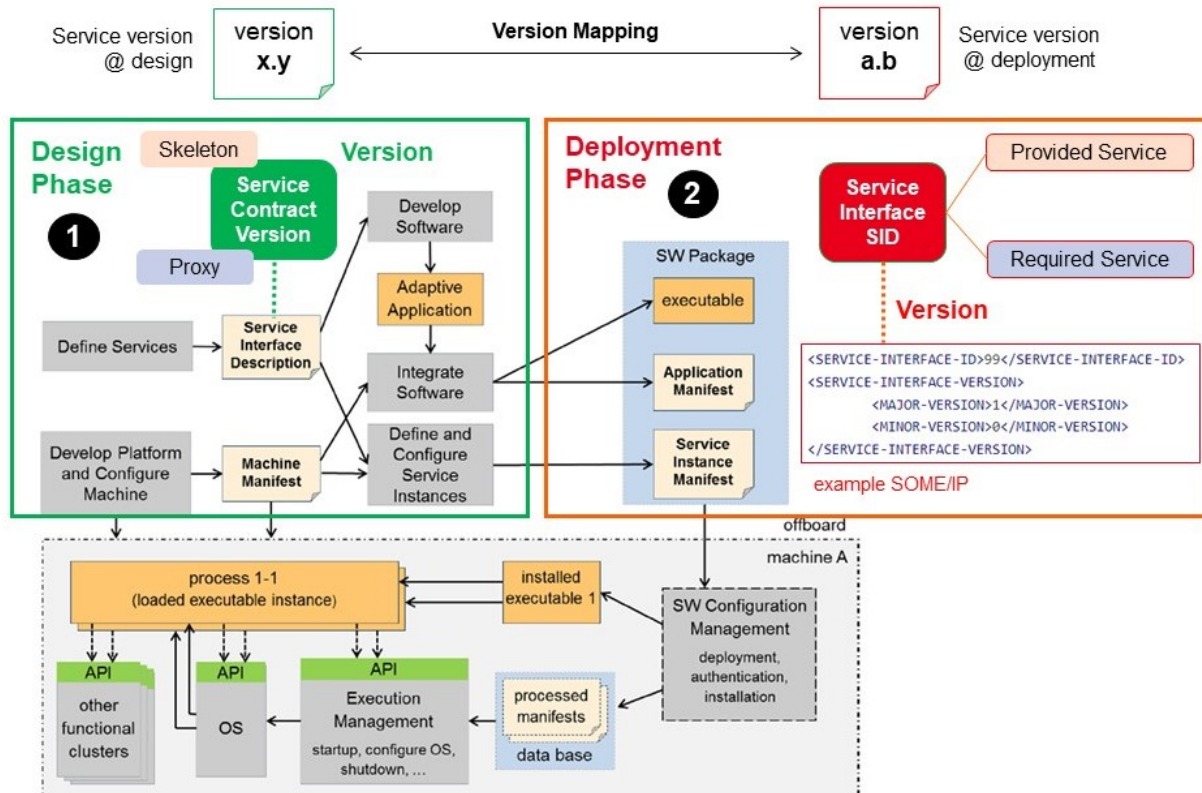 Service version
@ design
version
x.y
Version Mapping
version
a.b
Service version
@ deployment
Design
Phase
1
Skeleton
Service
Contract
Version
Proxy
Version
Develop
Software
Adaptive
Application
Define Services
Service
Interface
Description
Integrate
Software
Develop Platform
and Configure
Machine
Machine
Manifest
Define and
Configure
Service
Instances
Deployment
Phase
2
SW Package
executable
Application
Manifest
Service
Instance
Manifest
Service
Interface
SID
Provided Service
Required Service
Version
<SERVICE-INTERFACE-ID>99</SERVICE-INTERFACE-ID>
<SERVICE-INTERFACE-VERSION>
<MAJOR-VERSION>1</MAJOR-VERSION>
<MINOR-VERSION>0</MINOR-VERSION>
</SERVICE-INTERFACE-VERSION>
example SOME/IP
offboard
machine A
process 1-1
(loaded executable instance)
installed
executable 1
SW Configuration
Management
deployment,
authentication,
installation
API
other
functional
clusters
API
OS
API
Execution
Management
startup, configure OS,
shutdown, ...
processed
manifests
data base